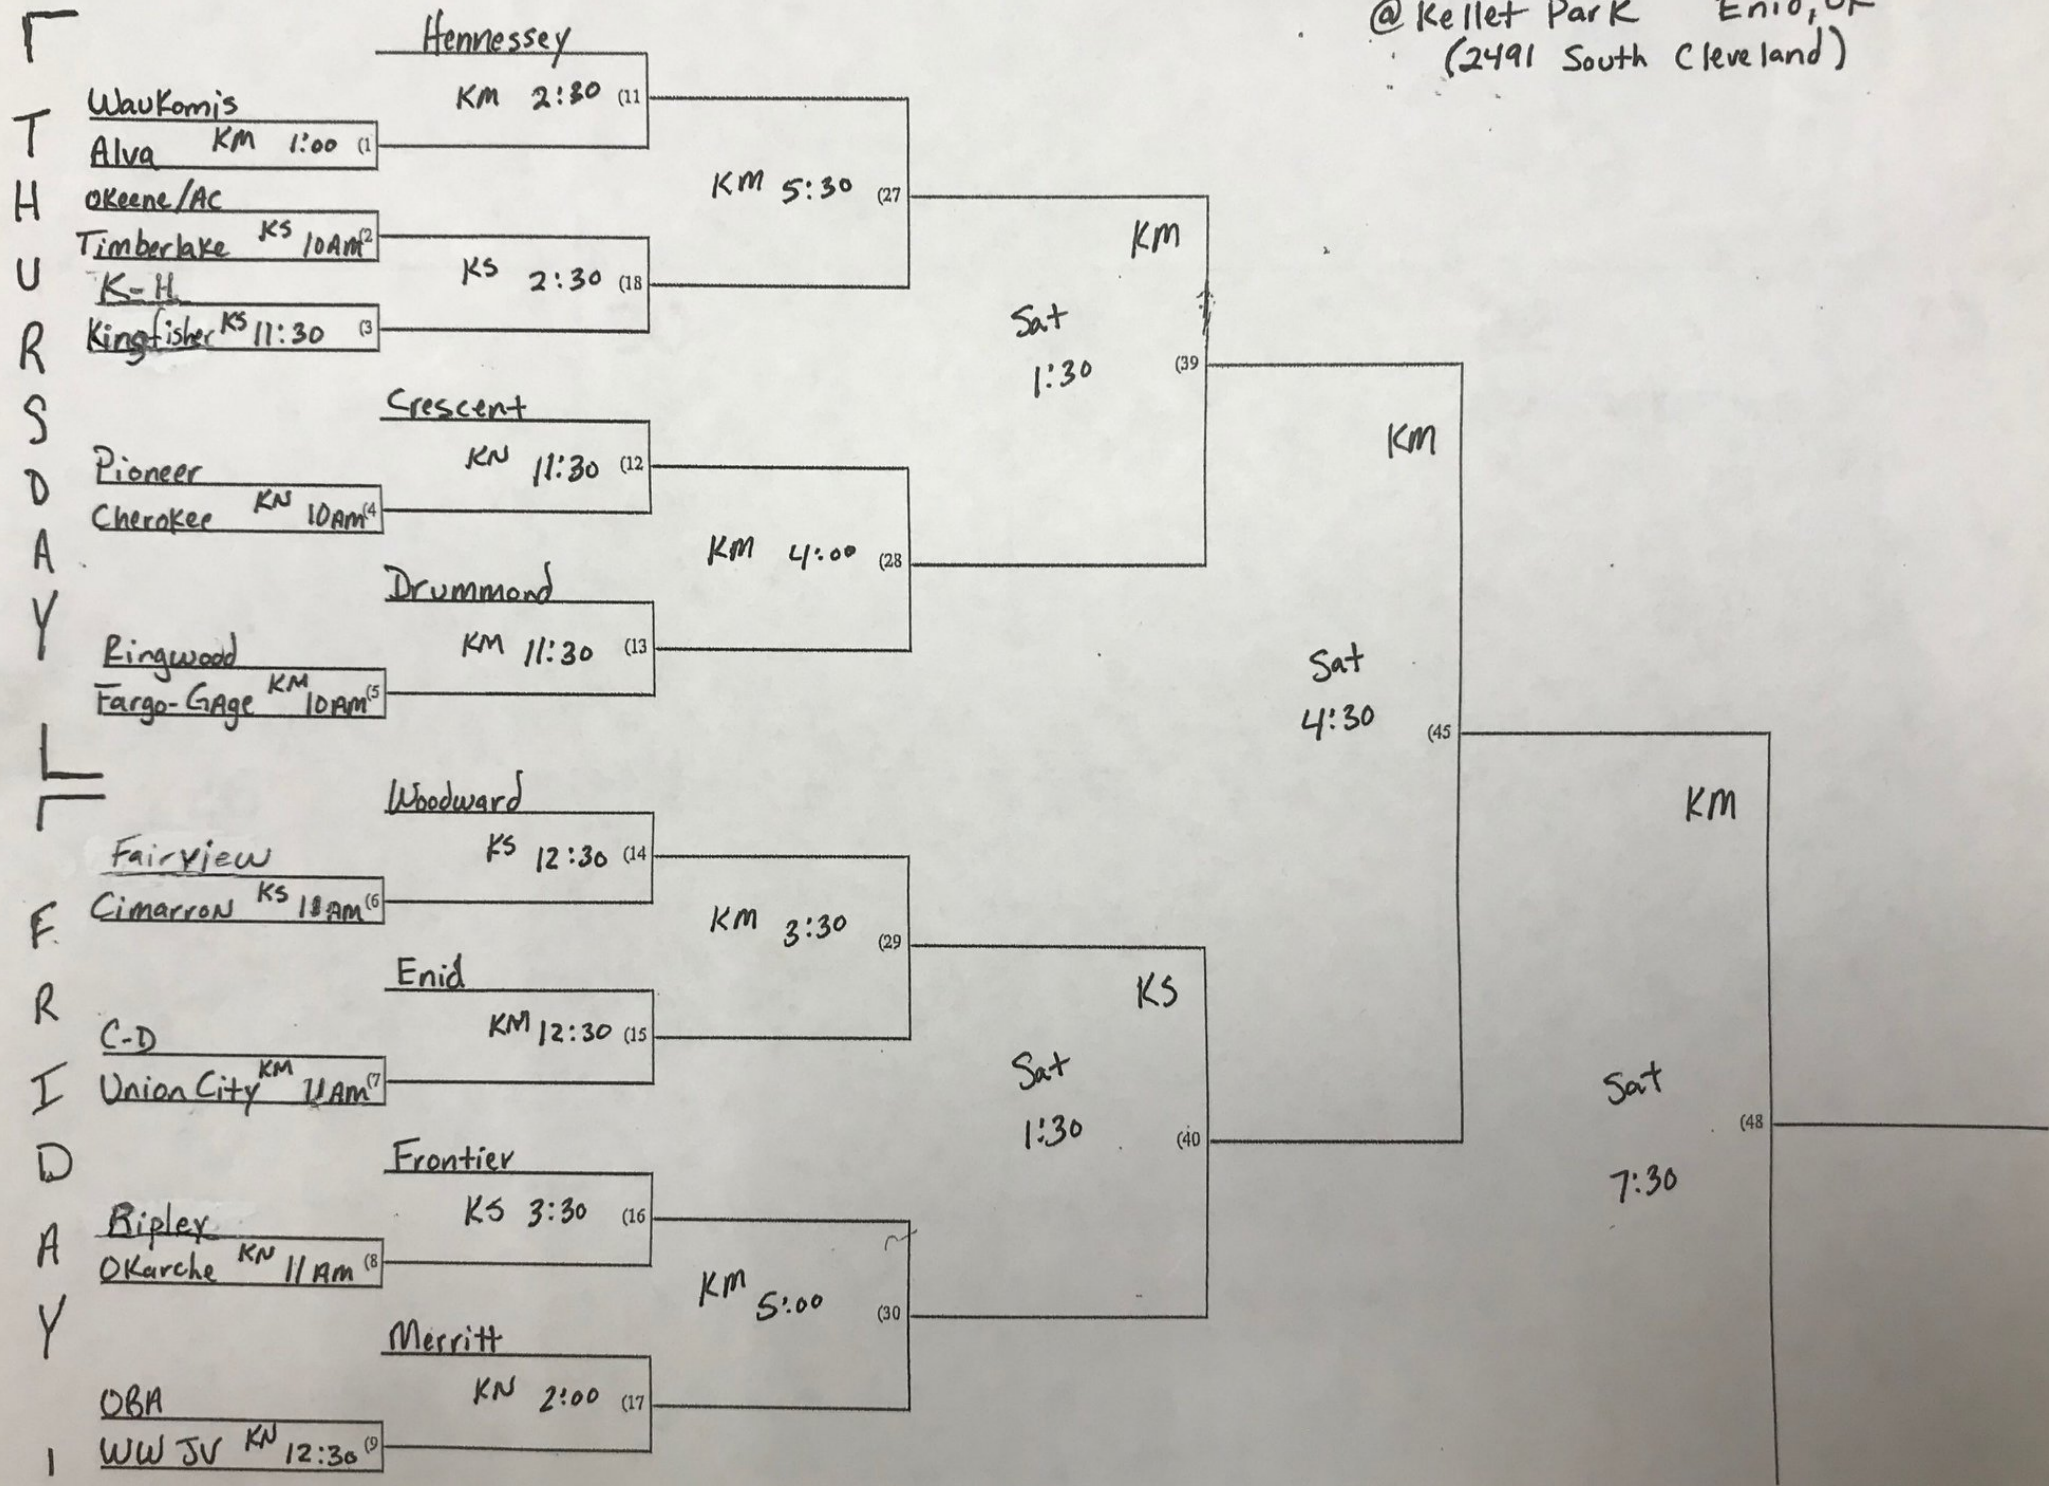 @ Kellet Park Enid, OK
(2491 South Cleveland)
THURSDAY
Hennessey
KM 2:30 (11
Waukomis
Alva KM 1:00 (1
KM 5:30 (27
Okeene/AC
Timberlake KS 10AM (2
KS 2:30 (18
K-H
Kingfisher KS 11:30 (3
KM
Sat
1:30 (39
Crescent
KN 11:30 (12
Pioneer
Cherokee KN 10AM (4
KM 4:00 (28
Drummond
KM 11:30 (13
Ringwood
Fargo-GAge KM 10AM (5
KM
Sat
4:30 (45
FRIDAY
Woodward
KS 12:30 (14
Fairview
Cimarron KS 11AM (6
KM 3:30 (29
Enid
KM 12:30 (15
C-D
Union City KM 11AM (7
KS
Sat
1:30 (40
Frontier
KS 3:30 (16
Ripley
OKarche KN 11AM (8
KM 5:00 (30
Merritt
KN 2:00 (17
OBA
WW JV KN 12:30 (9
KM
Sat
7:30 (48